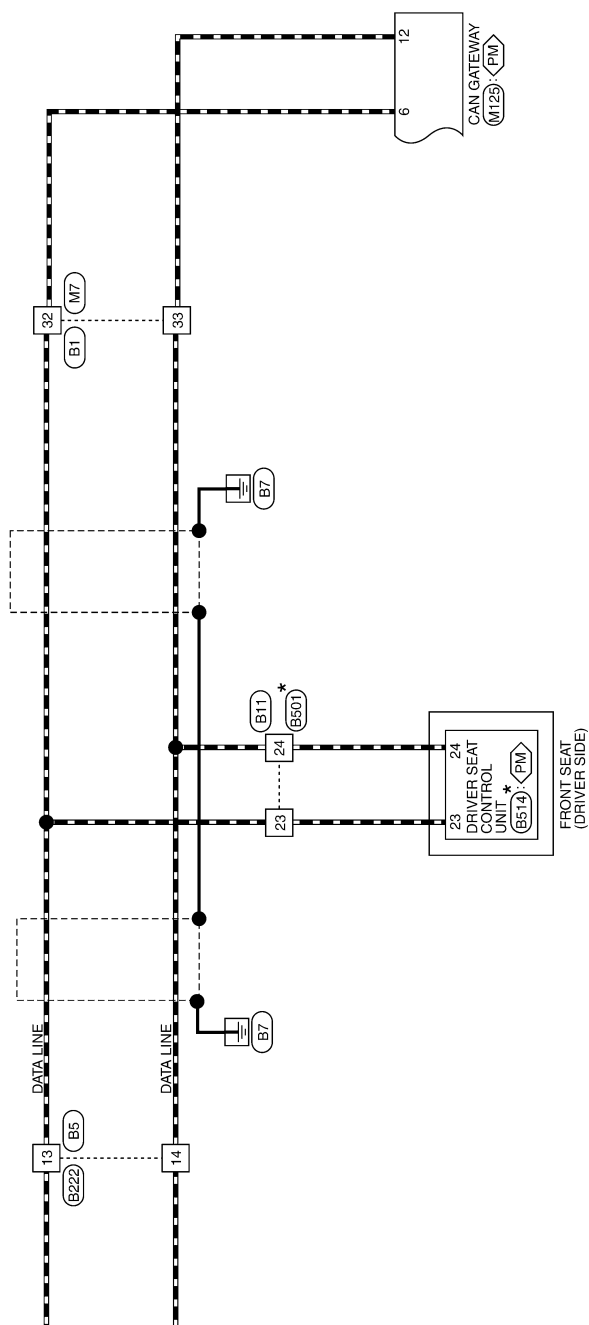 12
6
CAN GATEWAY
M125 : PM
32
M7
B1
33
B7
B11
*
B501
24
23
24
23
DRIVER SEAT
CONTROL
UNIT *
B514 : PM
FRONT SEAT
(DRIVER SIDE)
B7
DATA LINE
DATA LINE
13
B5
B222
14